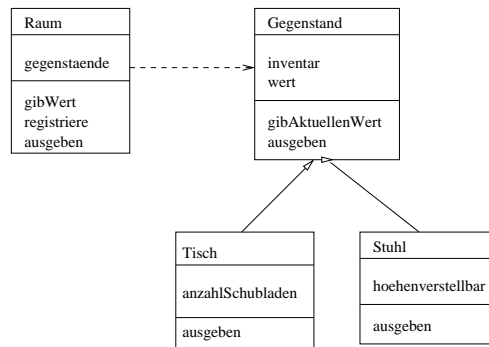 Raum
gegenstaende
gibWert
registriere
ausgeben
Gegenstand
inventar
wert
gibAktuellenWert
ausgeben
Tisch
anzahlSchubladen
ausgeben
Stuhl
hoehenverstellbar
ausgeben